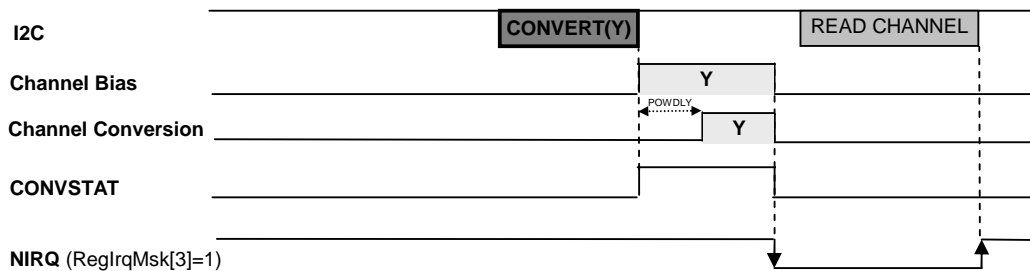 I2C CONVERT(Y) READ CHANNEL
Channel Bias Y
POWDLY
Channel Conversion Y
CONVSTAT
NIRQ (RegIrqMsk[3]=1)